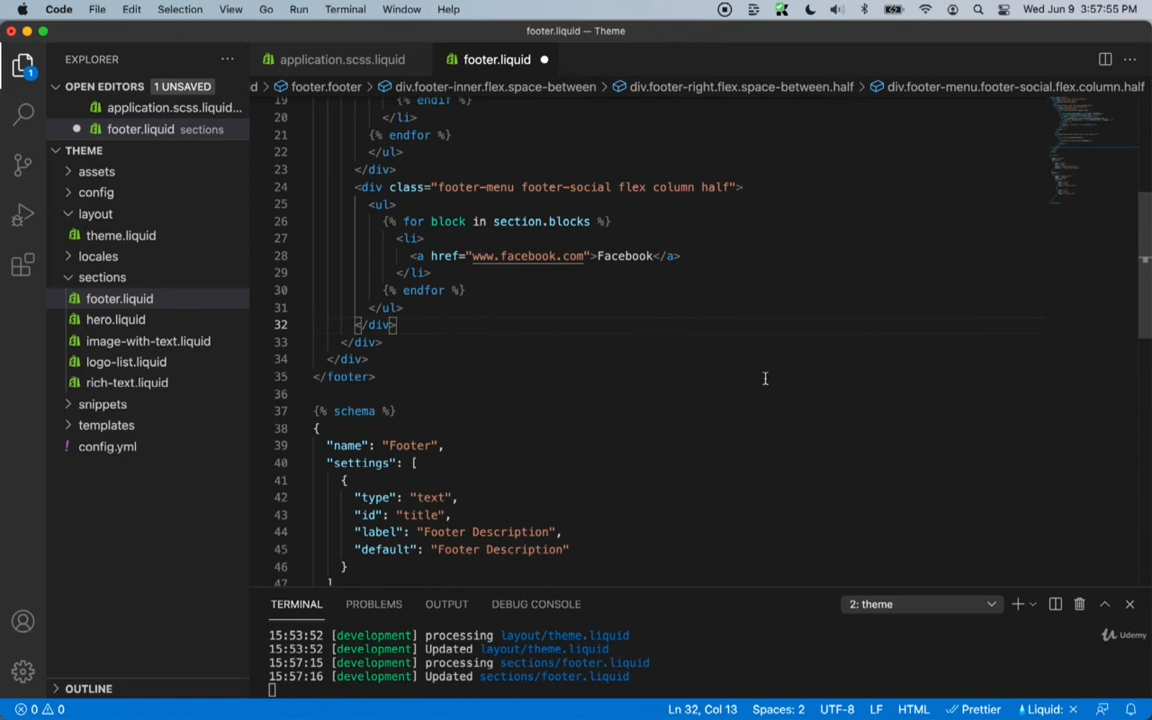 Code File Edit Selection View Go Run Terminal Window Help Wed Jun 9 3:57:55 PM
footer.liquid — Theme
EXPLORER ··· application.scss.liquid footer.liquid ● ···
OPEN EDITORS 1 UNSAVED
application.scss.liquid...
● footer.liquid sections
THEME
assets
config
layout
theme.liquid
locales
sections
footer.liquid
hero.liquid
image-with-text.liquid
logo-list.liquid
rich-text.liquid
snippets
templates
config.yml
OUTLINE
1
d > footer.footer > div.footer-inner.flex.space-between > div.footer-right.flex.space-between.half > div.footer-menu.footer-social.flex.column.half
19 {% endif %}
20 </li>
21 {% endfor %}
22 </ul>
23 </div>
24 <div class="footer-menu footer-social flex column half">
25 <ul>
26 {% for block in section.blocks %}
27 <li>
28 <a href="www.facebook.com">Facebook</a>
29 </li>
30 {% endfor %}
31 </ul>
32 </div>
33 </div>
34 </div>
35 </footer>
36
37 {% schema %}
38 {
39 "name": "Footer",
40 "settings": [
41 {
42 "type": "text",
43 "id": "title",
44 "label": "Footer Description",
45 "default": "Footer Description"
46 }
47 ]
TERMINAL PROBLEMS OUTPUT DEBUG CONSOLE 2: theme
15:53:52 [development] processing layout/theme.liquid
15:53:52 [development] Updated layout/theme.liquid
15:57:15 [development] processing sections/footer.liquid
15:57:16 [development] Updated sections/footer.liquid
Udemy
0 0 Ln 32, Col 13 Spaces: 2 UTF-8 LF HTML Prettier Liquid: ×